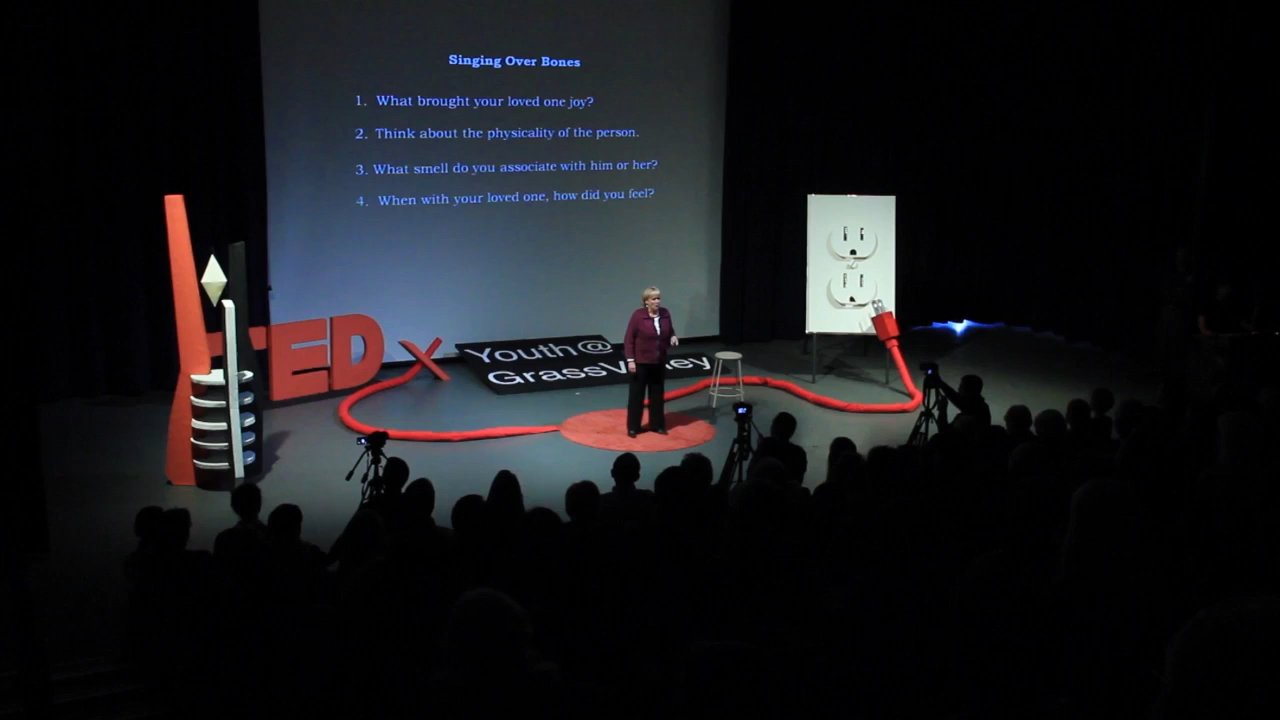 Singing Over Bones
1. What brought your loved one joy?
2. Think about the physicality of the person.
3. What smell do you associate with him or her?
4. When with your loved one, how did you feel?
TEDx
Youth@
GrassValley